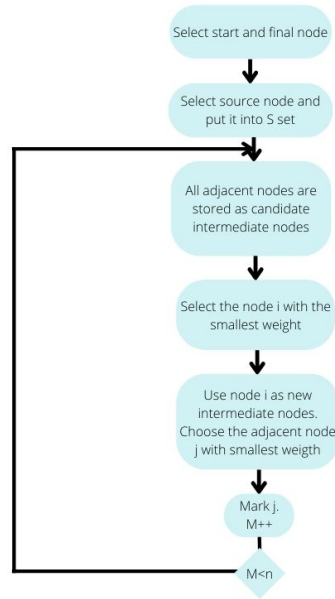 Select start and final node
Select source node and
put it into S set
All adjacent nodes are
stored as candidate
intermediate nodes
Select the node i with the
smallest weight
Use node i as new
intermediate nodes.
Choose the adjacent node
j with smallest weigth
Mark j.
M++
M<n